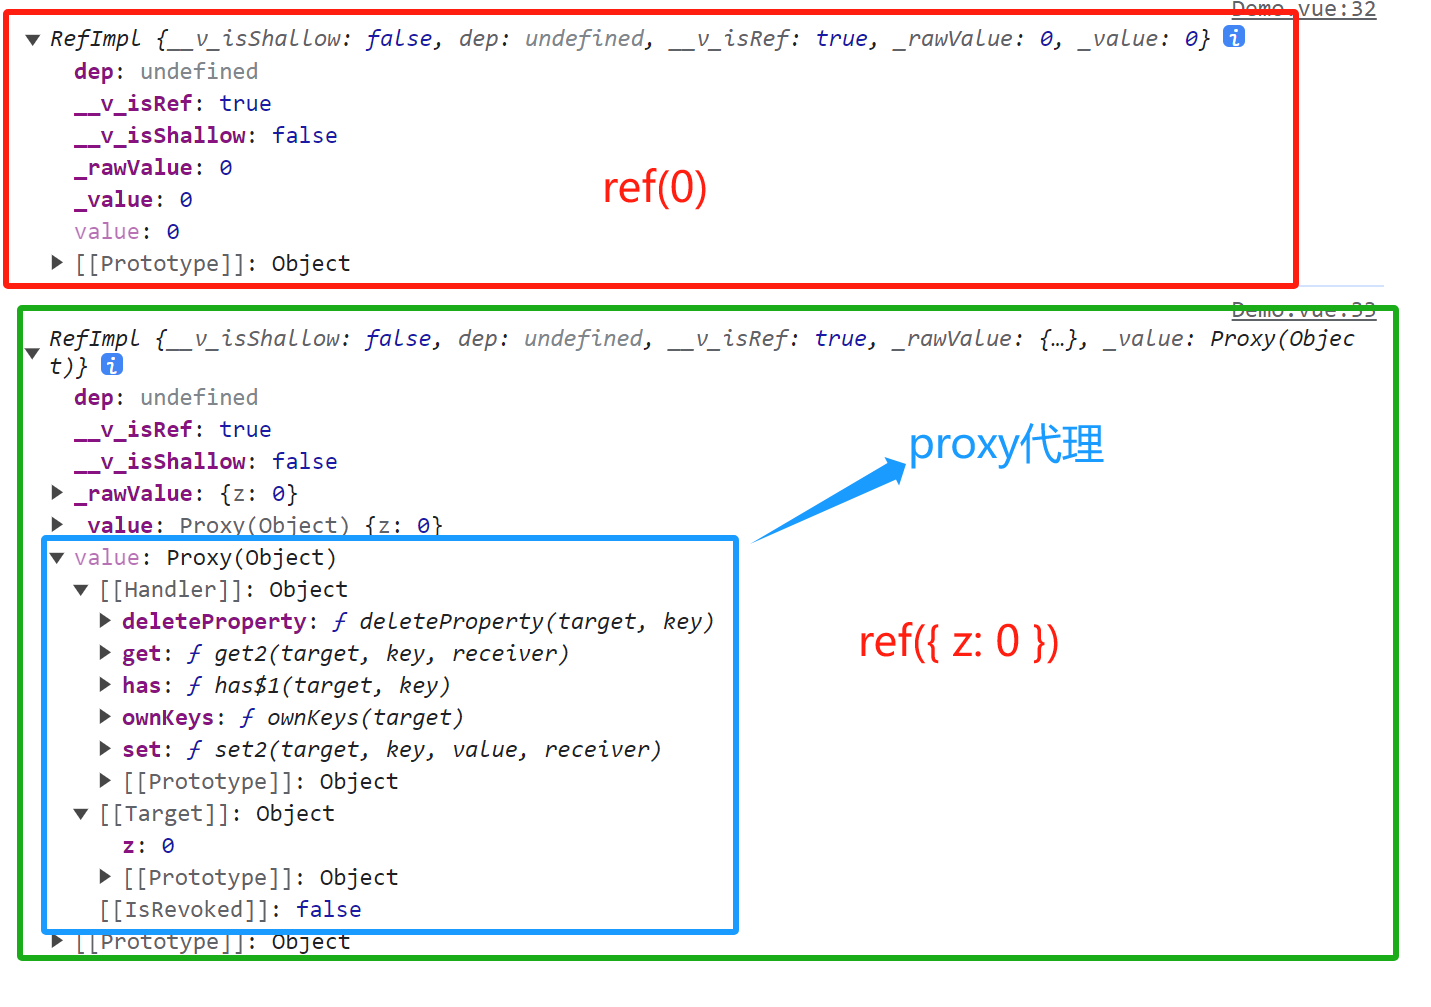 Demo.vue:32
RefImpl {__v_isShallow: false, dep: undefined, __v_isRef: true, _rawValue: 0, _value: 0}
dep: undefined
__v_isRef: true
__v_isShallow: false
_rawValue: 0
_value: 0
value: 0
[[Prototype]]: Object
ref(0)
Demo.vue:33
RefImpl {__v_isShallow: false, dep: undefined, __v_isRef: true, _rawValue: {…}, _value: Proxy(Objec
t)}
dep: undefined
__v_isRef: true
__v_isShallow: false
_rawValue: {z: 0}
_value: Proxy(Object) {z: 0}
value: Proxy(Object)
[[Handler]]: Object
deleteProperty: ƒ deleteProperty(target, key)
get: ƒ get2(target, key, receiver)
has: ƒ has$1(target, key)
ownKeys: ƒ ownKeys(target)
set: ƒ set2(target, key, value, receiver)
[[Prototype]]: Object
[[Target]]: Object
z: 0
[[Prototype]]: Object
[[IsRevoked]]: false
[[Prototype]]: Object
proxy代理
ref({ z: 0 })